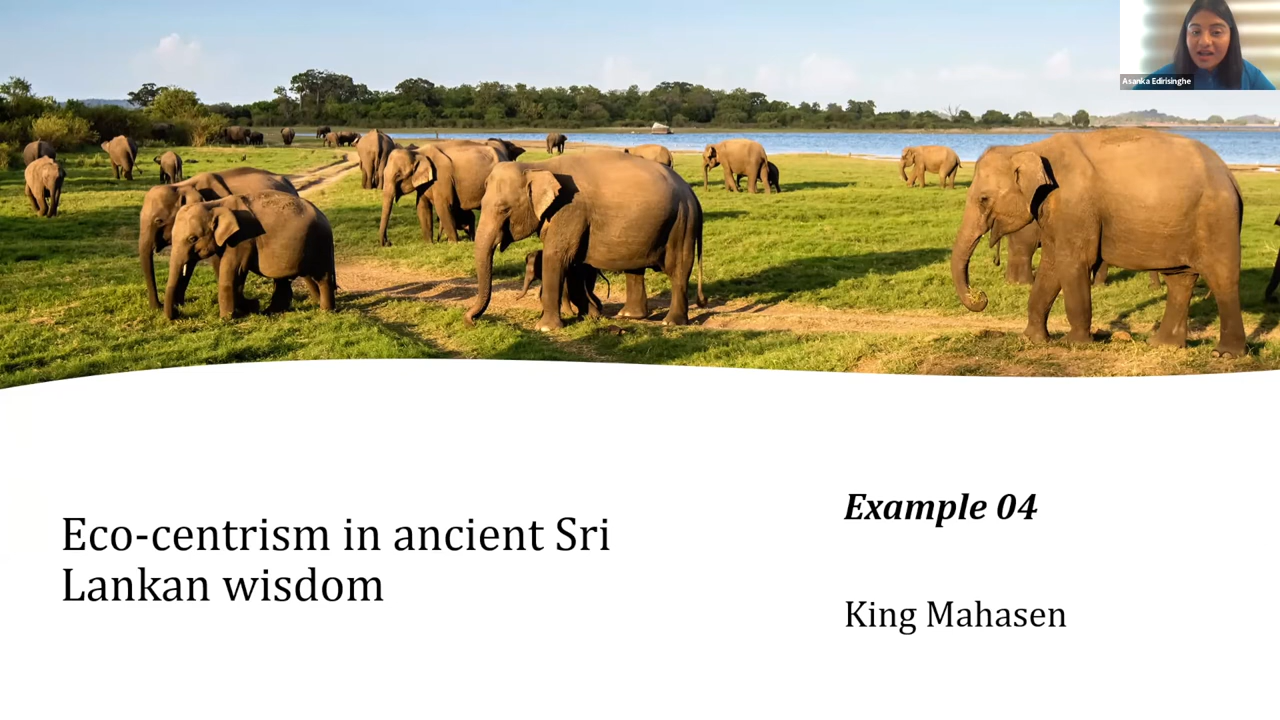 Asanka Edirisinghe
Eco-centrism in ancient Sri
Lankan wisdom
Example 04
King Mahasen